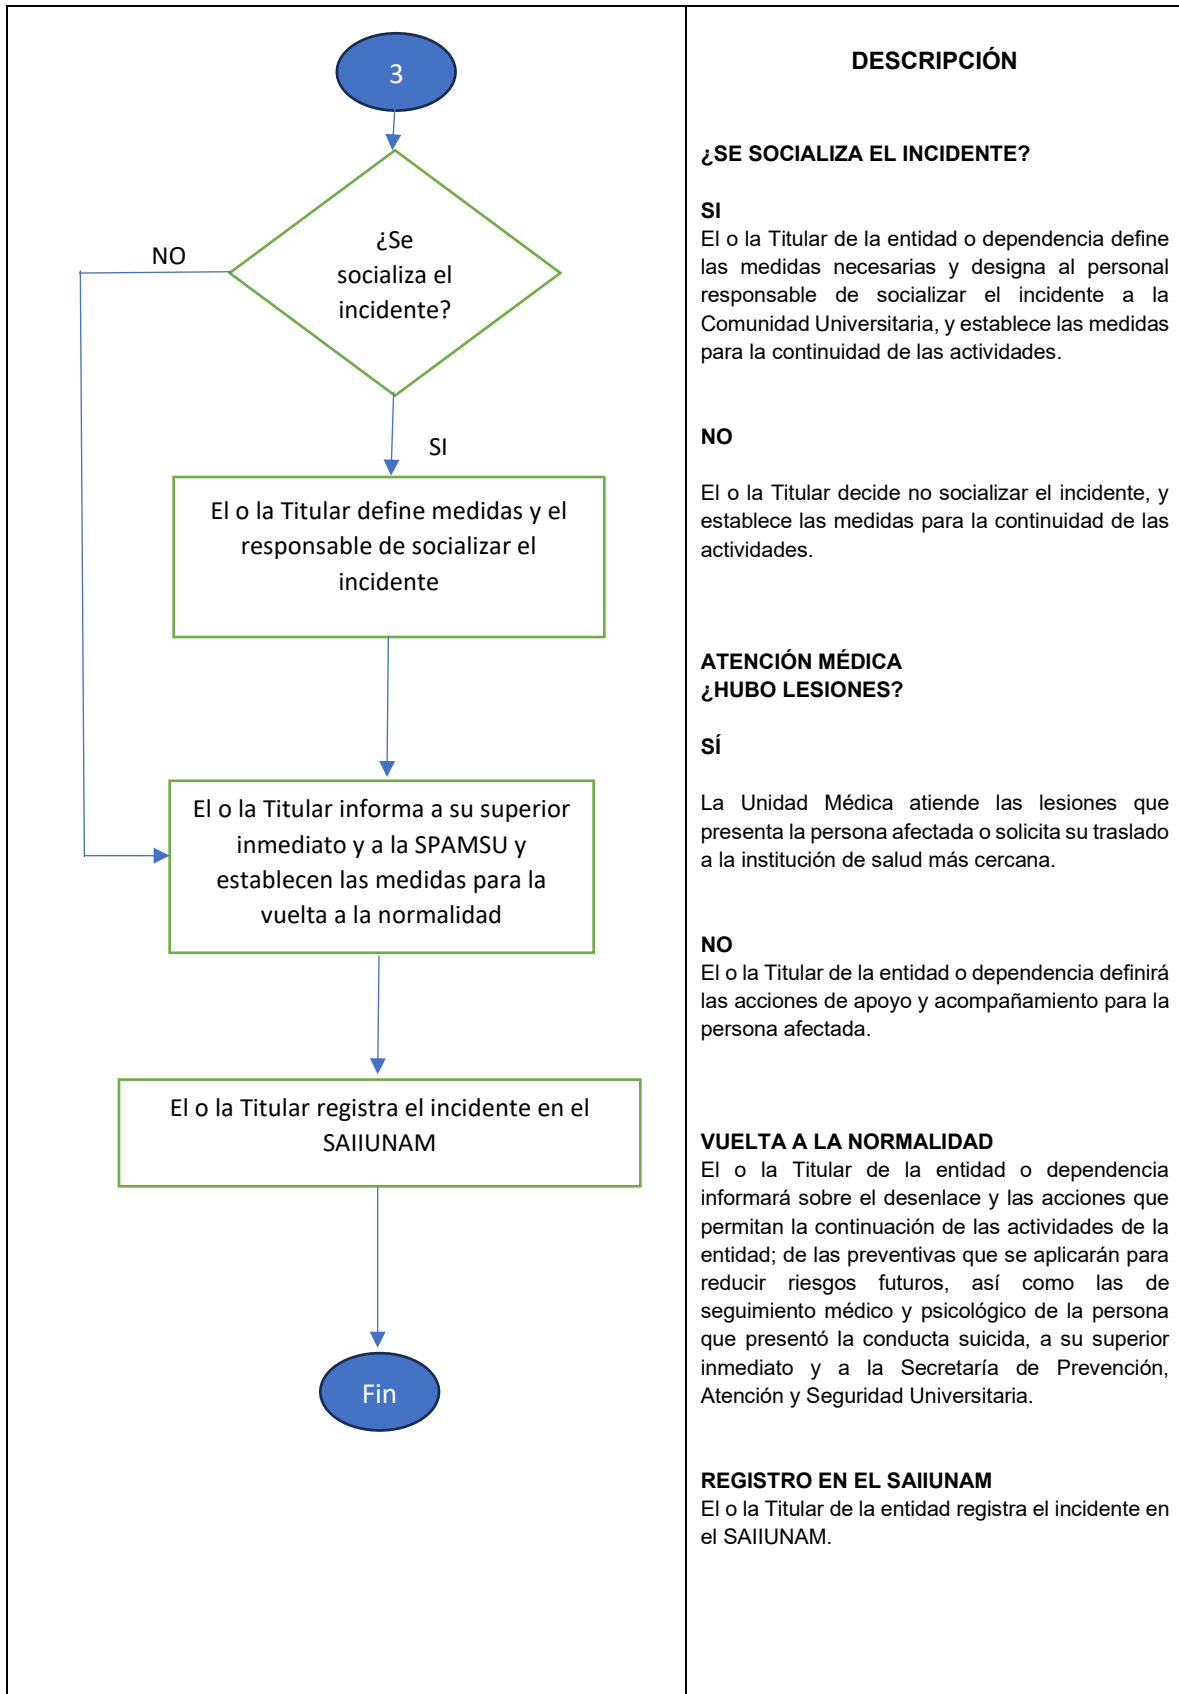 3
¿Se
socializa el
incidente?
NO
SI
El o la Titular define medidas y el
responsable de socializar el
incidente
El o la Titular informa a su superior
inmediato y a la SPAMSU y
establecen las medidas para la
vuelta a la normalidad
El o la Titular registra el incidente en el
SAIIUNAM
Fin
DESCRIPCIÓN
¿SE SOCIALIZA EL INCIDENTE?
SI
El o la Titular de la entidad o dependencia define
las medidas necesarias y designa al personal
responsable de socializar el incidente a la
Comunidad Universitaria, y establece las medidas
para la continuidad de las actividades.
NO
El o la Titular decide no socializar el incidente, y
establece las medidas para la continuidad de las
actividades.
ATENCIÓN MÉDICA
¿HUBO LESIONES?
SÍ
La Unidad Médica atiende las lesiones que
presenta la persona afectada o solicita su traslado
a la institución de salud más cercana.
NO
El o la Titular de la entidad o dependencia definirá
las acciones de apoyo y acompañamiento para la
persona afectada.
VUELTA A LA NORMALIDAD
El o la Titular de la entidad o dependencia
informará sobre el desenlace y las acciones que
permitan la continuación de las actividades de la
entidad; de las preventivas que se aplicarán para
reducir riesgos futuros, así como las de
seguimiento médico y psicológico de la persona
que presentó la conducta suicida, a su superior
inmediato y a la Secretaría de Prevención,
Atención y Seguridad Universitaria.
REGISTRO EN EL SAIIUNAM
El o la Titular de la entidad registra el incidente en
el SAIIUNAM.